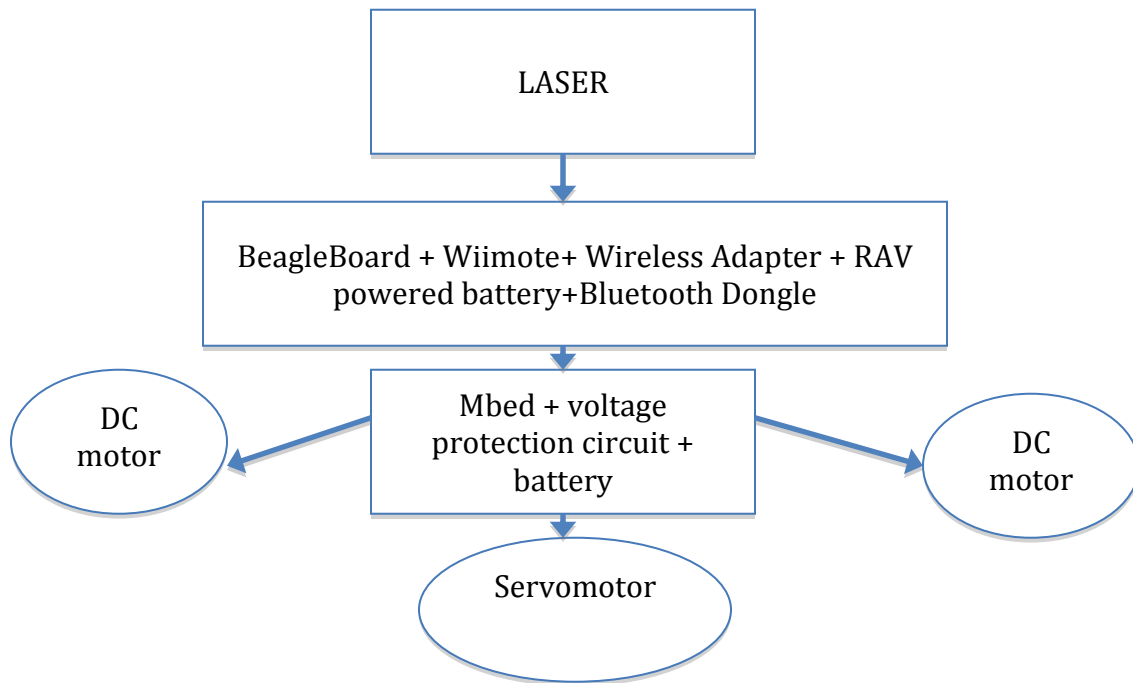 LASER
BeagleBoard + Wiimote+ Wireless Adapter + RAV
powered battery+Bluetooth Dongle
DC
motor
Mbed + voltage
protection circuit +
battery
DC
motor
Servomotor